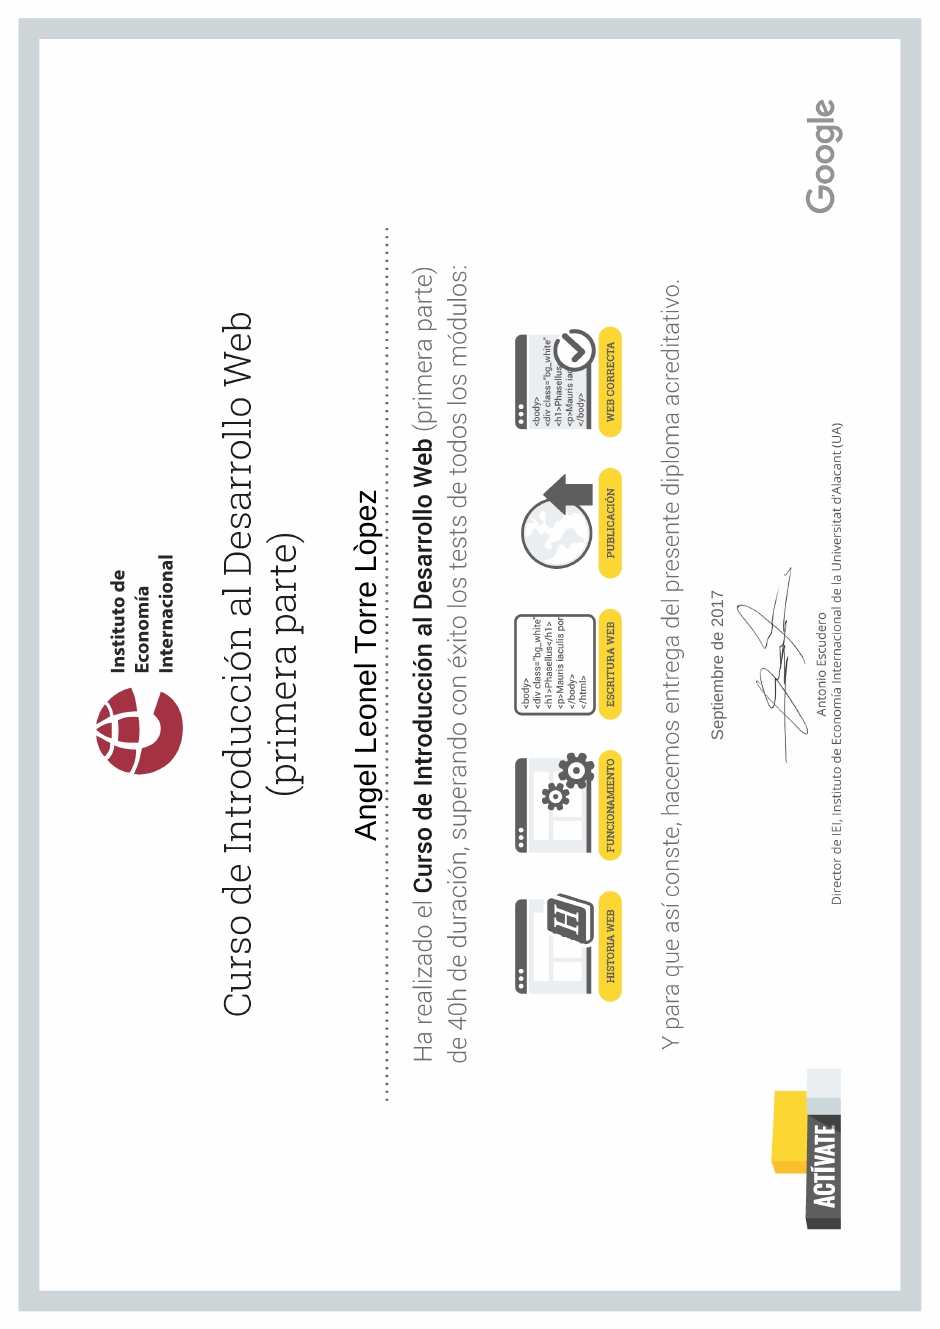 Instituto de
Economía
Internacional
Curso de Introducción al Desarrollo Web
(primera parte)
Angel Leonel Torre Lòpez
Ha realizado el Curso de Introducción al Desarrollo Web (primera parte)
de 40h de duración, superando con éxito los tests de todos los módulos:
H
<body>
<div class="bg_white"
<h1>Phasellus</h1>
<p>Mauris iaculis por
</body>
</html>
<body>
<div class="bg_white"
<h1>Phasellus
<p>Mauris iac
</body>
HISTORIA WEB
FUNCIONAMIENTO
ESCRITURA WEB
PUBLICACIÓN
WEB CORRECTA
Y para que así conste, hacemos entrega del presente diploma acreditativo.
Septiembre de 2017
Antonio Escudero
Director de IEI, Instituto de Economía Internacional de la Universitat d'Alacant (UA)
ACTÍVATE
Google